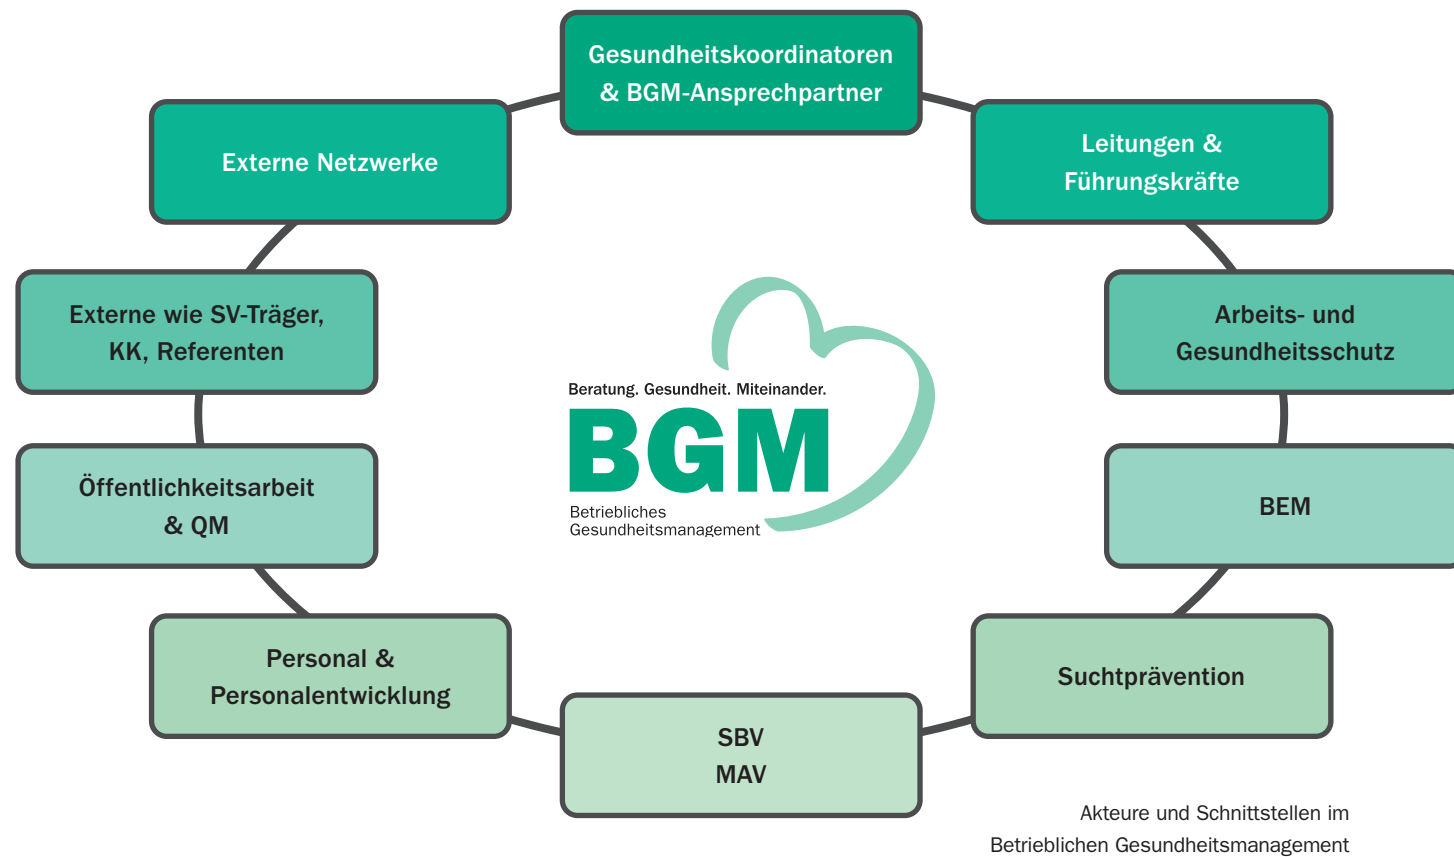 Gesundheitskoordinatoren
& BGM-Ansprechpartner
Externe Netzwerke
Leitungen &
Führungskräfte
Externe wie SV-Träger,
KK, Referenten
Arbeits- und
Gesundheitsschutz
Beratung. Gesundheit. Miteinander.
BGM
Betriebliches
Gesundheitsmanagement
Öffentlichkeitsarbeit
& QM
BEM
Personal &
Personalentwicklung
Suchtprävention
SBV
MAV
Akteure und Schnittstellen im
Betrieblichen Gesundheitsmanagement